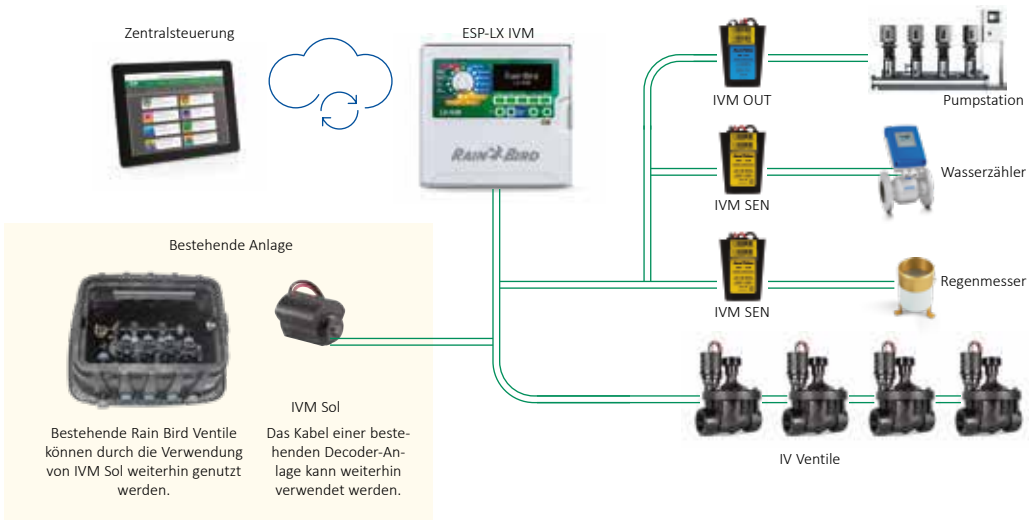 Zentralsteuerung
ESP-LX IVM
RAIN BIRD
IVM OUT
Pumpstation
IVM SEN
Wasserzähler
IVM SEN
Regenmesser
Bestehende Anlage
IVM Sol
Bestehende Rain Bird Ventile
können durch die Verwendung
von IVM Sol weiterhin genutzt
werden.
Das Kabel einer beste-
henden Decoder-An-
lage kann weiterhin
verwendet werden.
IV Ventile